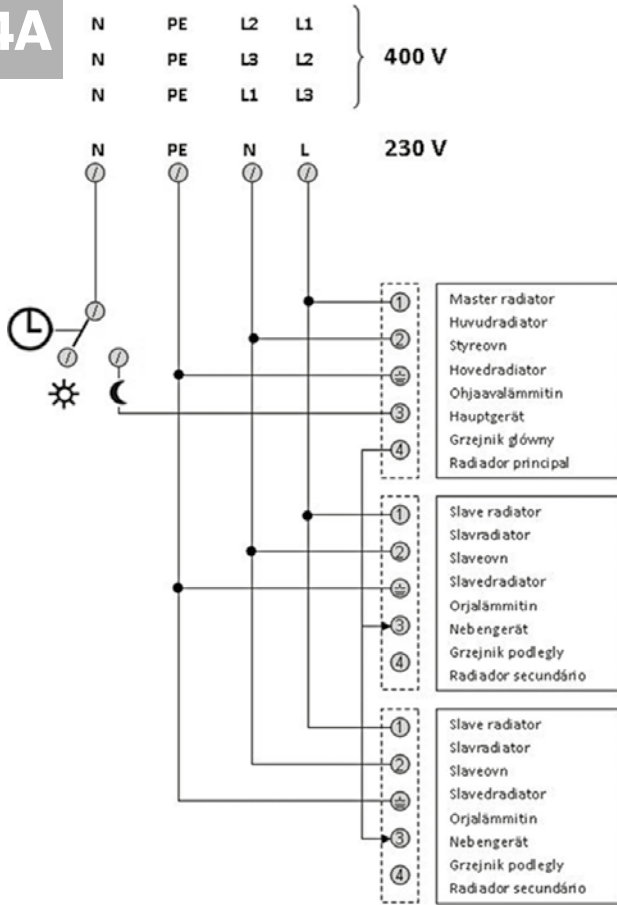 4A
N PE L2 L1
N PE L3 L2
400 V
N PE L1 L3
N PE N L
230 V
1
Master radiator
Huvudradiator
2
Styreovn
Hovedradiator
Ohjaavalämmitin
3
Hauptgerät
Grzejnik główny
4
Radiador principal
1
Slave radiator
Slavradiator
2
Slaveovn
Slavedradiator
Orjalämmitin
3
Nebengerät
Grzejnik podlegly
4
Radiador secundário
1
Slave radiator
Slavradiator
2
Slaveovn
Slavedradiator
Orjalämmitin
3
Nebengerät
Grzejnik podlegly
4
Radiador secundário